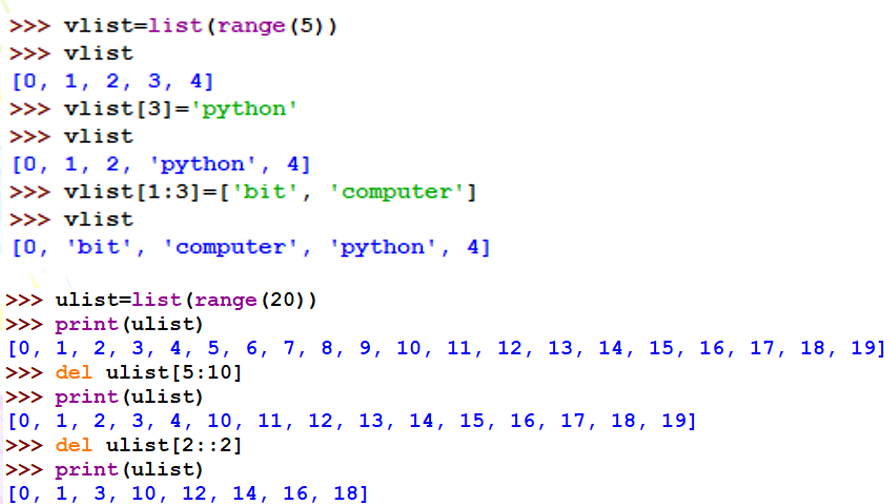 >>> vlist=list(range(5))
>>> vlist
[0, 1, 2, 3, 4]
>>> vlist[3]='python'
>>> vlist
[0, 1, 2, 'python', 4]
>>> vlist[1:3]=['bit', 'computer']
>>> vlist
[0, 'bit', 'computer', 'python', 4]
>>> ulist=list(range(20))
>>> print(ulist)
[0, 1, 2, 3, 4, 5, 6, 7, 8, 9, 10, 11, 12, 13, 14, 15, 16, 17, 18, 19]
>>> del ulist[5:10]
>>> print(ulist)
[0, 1, 2, 3, 4, 10, 11, 12, 13, 14, 15, 16, 17, 18, 19]
>>> del ulist[2::2]
>>> print(ulist)
[0, 1, 3, 10, 12, 14, 16, 18]